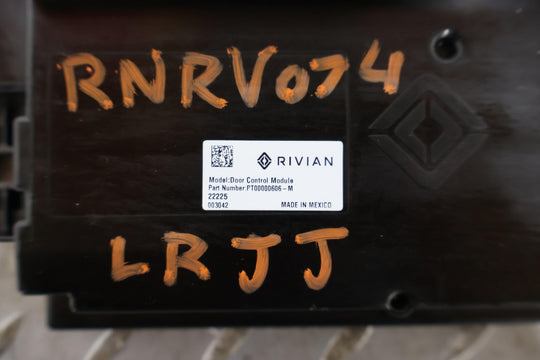 RNRV074
RIVIAN
Model:Door Control Module
Part Number:PT00000606-M
22225
003042 MADE IN MEXICO
LRJJ